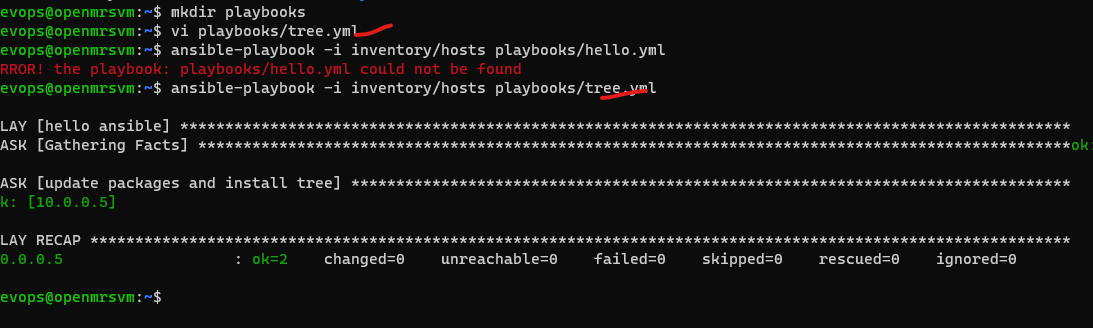 evops@openmrsvm:~$ mkdir playbooks
evops@openmrsvm:~$ vi playbooks/tree.yml
evops@openmrsvm:~$ ansible-playbook -i inventory/hosts playbooks/hello.yml
RROR! the playbook: playbooks/hello.yml could not be found
evops@openmrsvm:~$ ansible-playbook -i inventory/hosts playbooks/tree.yml
LAY [hello ansible] ***************************************************************************************************
ASK [Gathering Facts] *************************************************************************************************ok:
ASK [update packages and install tree] ********************************************************************************
k: [10.0.0.5]
LAY RECAP *************************************************************************************************************
0.0.0.5                   : ok=2    changed=0    unreachable=0    failed=0    skipped=0    rescued=0    ignored=0
evops@openmrsvm:~$